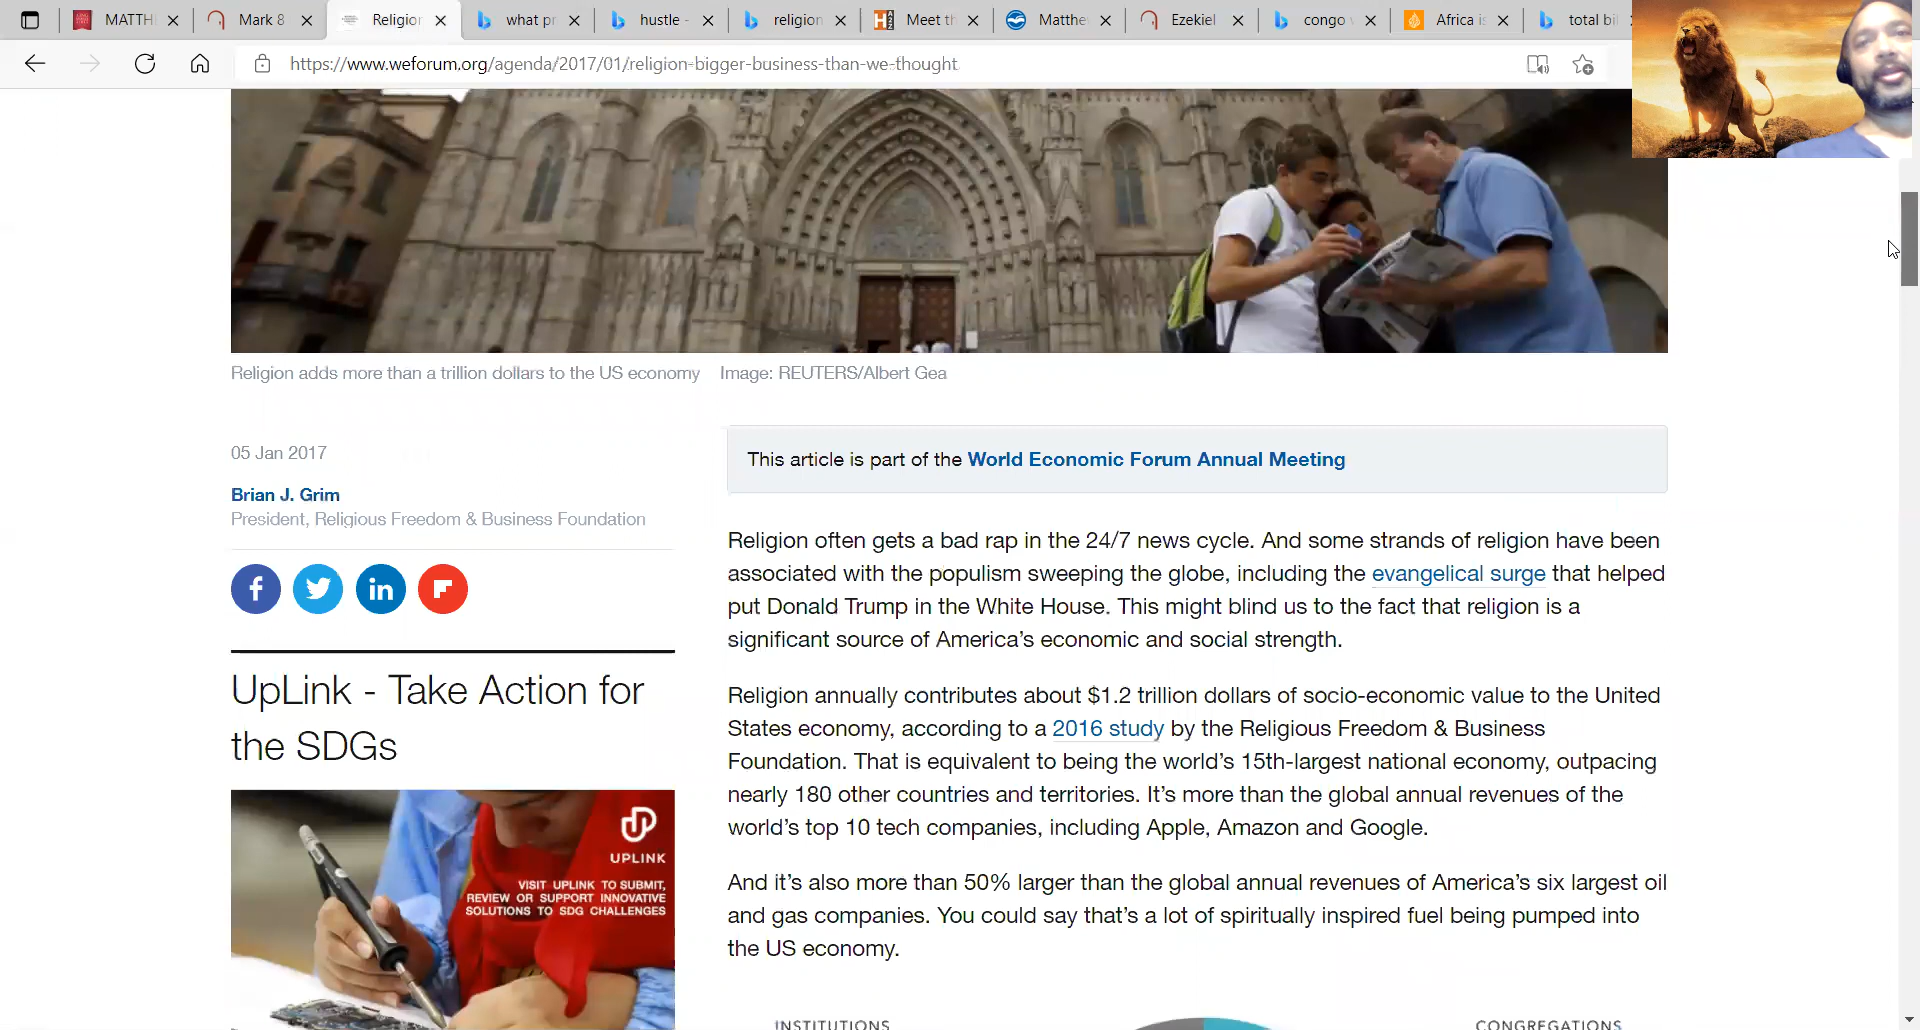 MATTH
Mark 8
Religion
what pr
hustle -
religion
Meet th
Matthe
Ezekiel
congo
Africa is
total bi
https://www.weforum.org/agenda/2017/01/religion-bigger-business-than-we-thought
Religion adds more than a trillion dollars to the US economy Image: REUTERS/Albert Gea
05 Jan 2017
Brian J. Grim
President, Religious Freedom & Business Foundation
UpLink - Take Action for
the SDGs
UPLINK
VISIT UPLINK TO SUBMIT,
REVIEW OR SUPPORT INNOVATIVE
SOLUTIONS TO SDG CHALLENGES
This article is part of the World Economic Forum Annual Meeting
Religion often gets a bad rap in the 24/7 news cycle. And some strands of religion have been
associated with the populism sweeping the globe, including the evangelical surge that helped
put Donald Trump in the White House. This might blind us to the fact that religion is a
significant source of America’s economic and social strength.
Religion annually contributes about $1.2 trillion dollars of socio-economic value to the United
States economy, according to a 2016 study by the Religious Freedom & Business
Foundation. That is equivalent to being the world’s 15th-largest national economy, outpacing
nearly 180 other countries and territories. It’s more than the global annual revenues of the
world’s top 10 tech companies, including Apple, Amazon and Google.
And it’s also more than 50% larger than the global annual revenues of America’s six largest oil
and gas companies. You could say that’s a lot of spiritually inspired fuel being pumped into
the US economy.
INSTITUTIONS
CONGREGATIONS